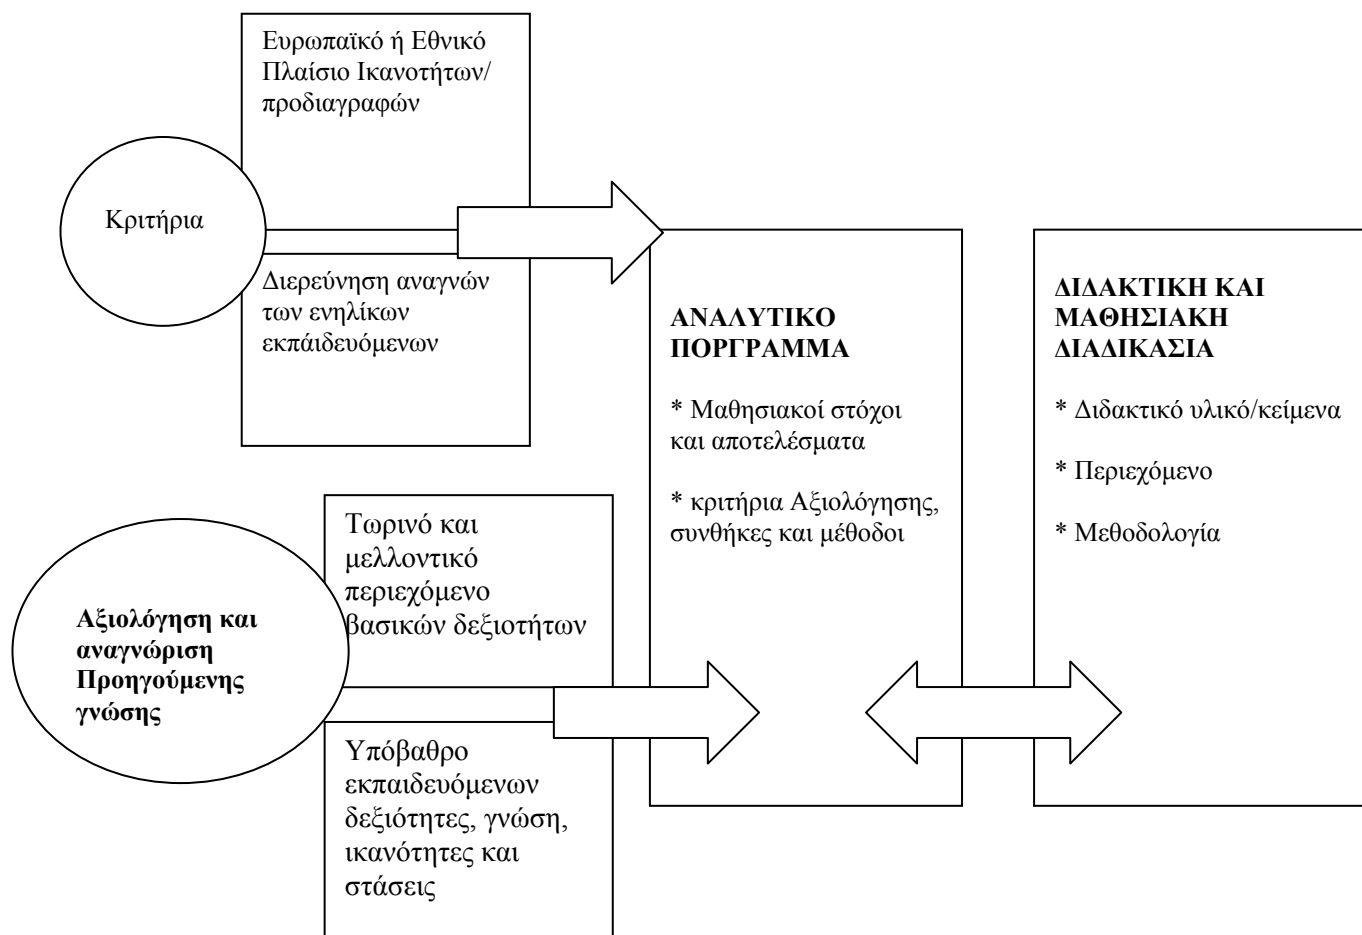 Ευρωπαϊκό ή Εθνικό
Πλαίσιο Ικανοτήτων/
προδιαγραφών
Κριτήρια
Διερεύνηση αναγνών
των ενηλίκων
εκπάιδευόμενων
ΑΝΑΛΥΤΙΚΟ
ΠΟΡΓΡΑΜΜΑ
* Μαθησιακοί στόχοι
και αποτελέσματα
* κριτήρια Αξιολόγησης,
συνθήκες και μέθοδοι
ΔΙΔΑΚΤΙΚΗ ΚΑΙ
ΜΑΘΗΣΙΑΚΗ
ΔΙΑΔΙΚΑΣΙΑ
* Διδακτικό υλικό/κείμενα
* Περιεχόμενο
* Μεθοδολογία
Αξιολόγηση και
αναγνώριση
Προηγούμενης
γνώσης
Τωρινό και
μελλοντικό
περιεχόμενο
βασικών δεξιοτήτων
Υπόβαθρο
εκπαιδευόμενων
δεξιότητες, γνώση,
ικανότητες και
στάσεις